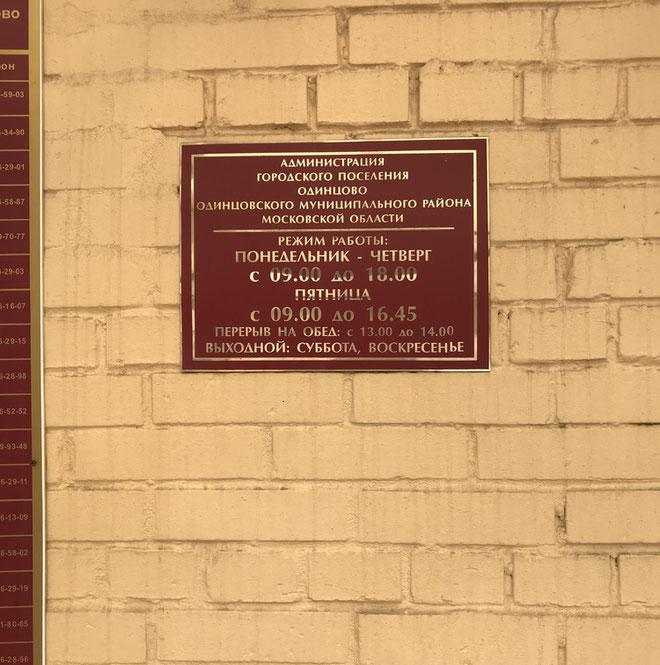 АДМИНИСТРАЦИЯ
ГОРОДСКОГО ПОСЕЛЕНИЯ
ОДИНЦОВО
ОДИНЦОВСКОГО МУНИЦИПАЛЬНОГО РАЙОНА
МОСКОВСКОЙ ОБЛАСТИ
РЕЖИМ РАБОТЫ:
ПОНЕДЕЛЬНИК - ЧЕТВЕРГ
с 09.00 до 18.00
ПЯТНИЦА
с 09.00 до 16.45
ПЕРЕРЫВ НА ОБЕД: с 13.00 до 14.00
ВЫХОДНОЙ: СУББОТА, ВОСКРЕСЕНЬЕ